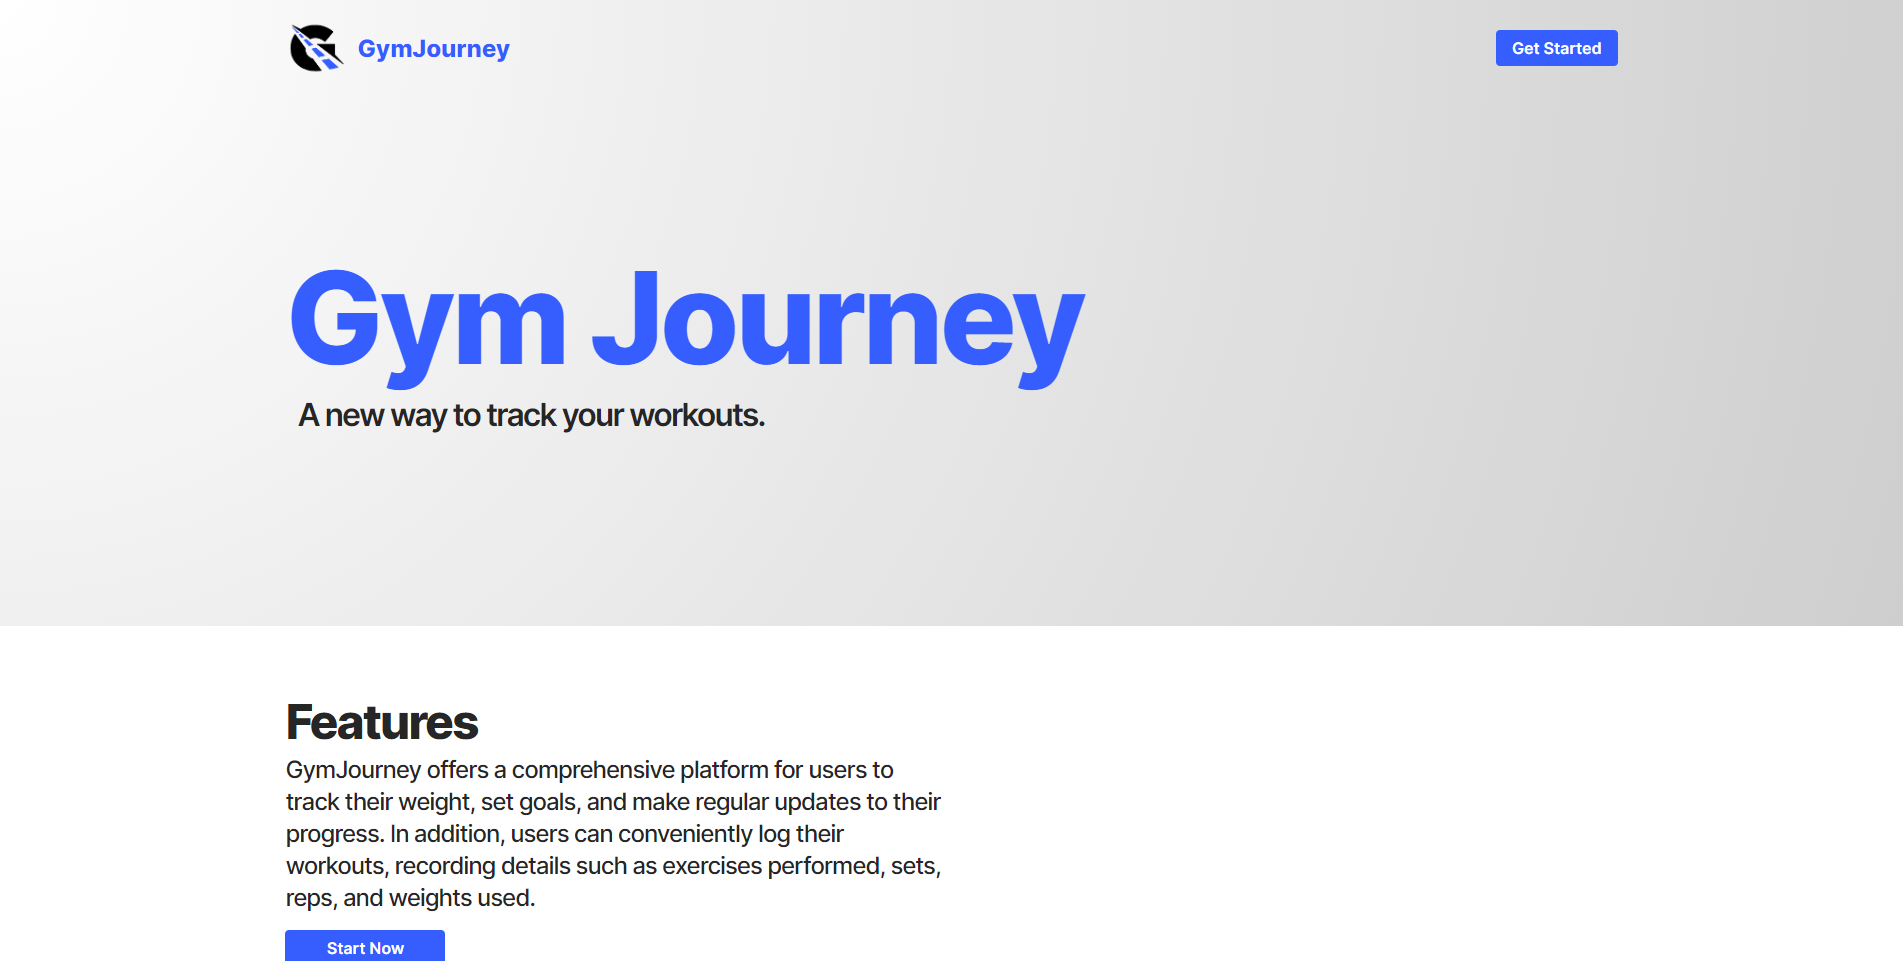 GymJourney
Get Started
Gym Journey
A new way to track your workouts.
Features
GymJourney offers a comprehensive platform for users to
track their weight, set goals, and make regular updates to their
progress. In addition, users can conveniently log their
workouts, recording details such as exercises performed, sets,
reps, and weights used.
Start Now